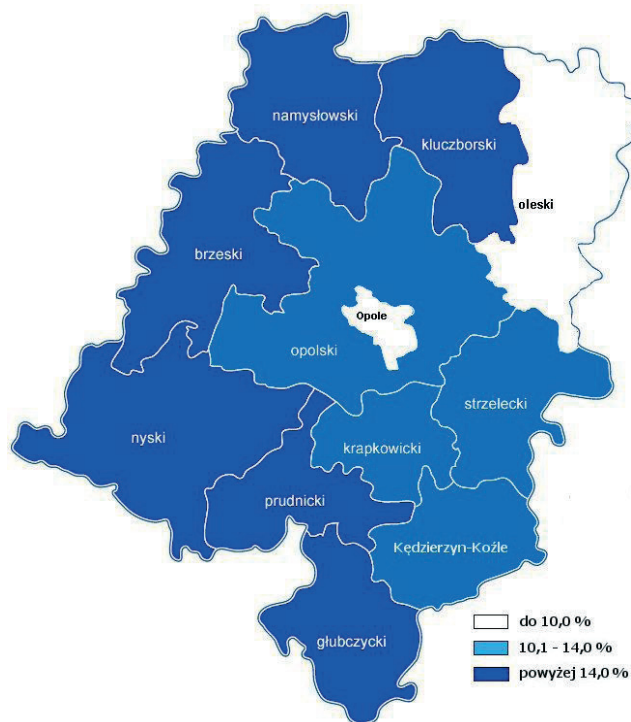 namysłowski
kluczborski
oleski
brzeski
Opole
opolski
strzelecki
nyski
krapkowicki
prudnicki
Kędzierzyn-Koźle
głubczycki
do 10,0 %
10,1 - 14,0 %
powyżej 14,0 %